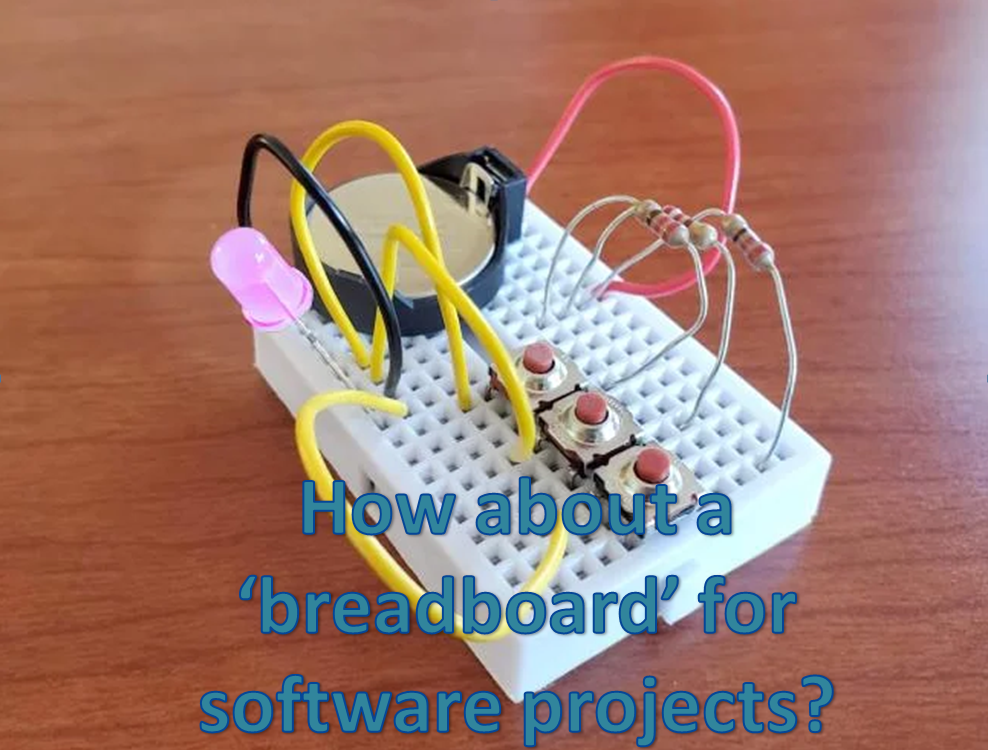 How about a
‘breadboard’ for
software projects?